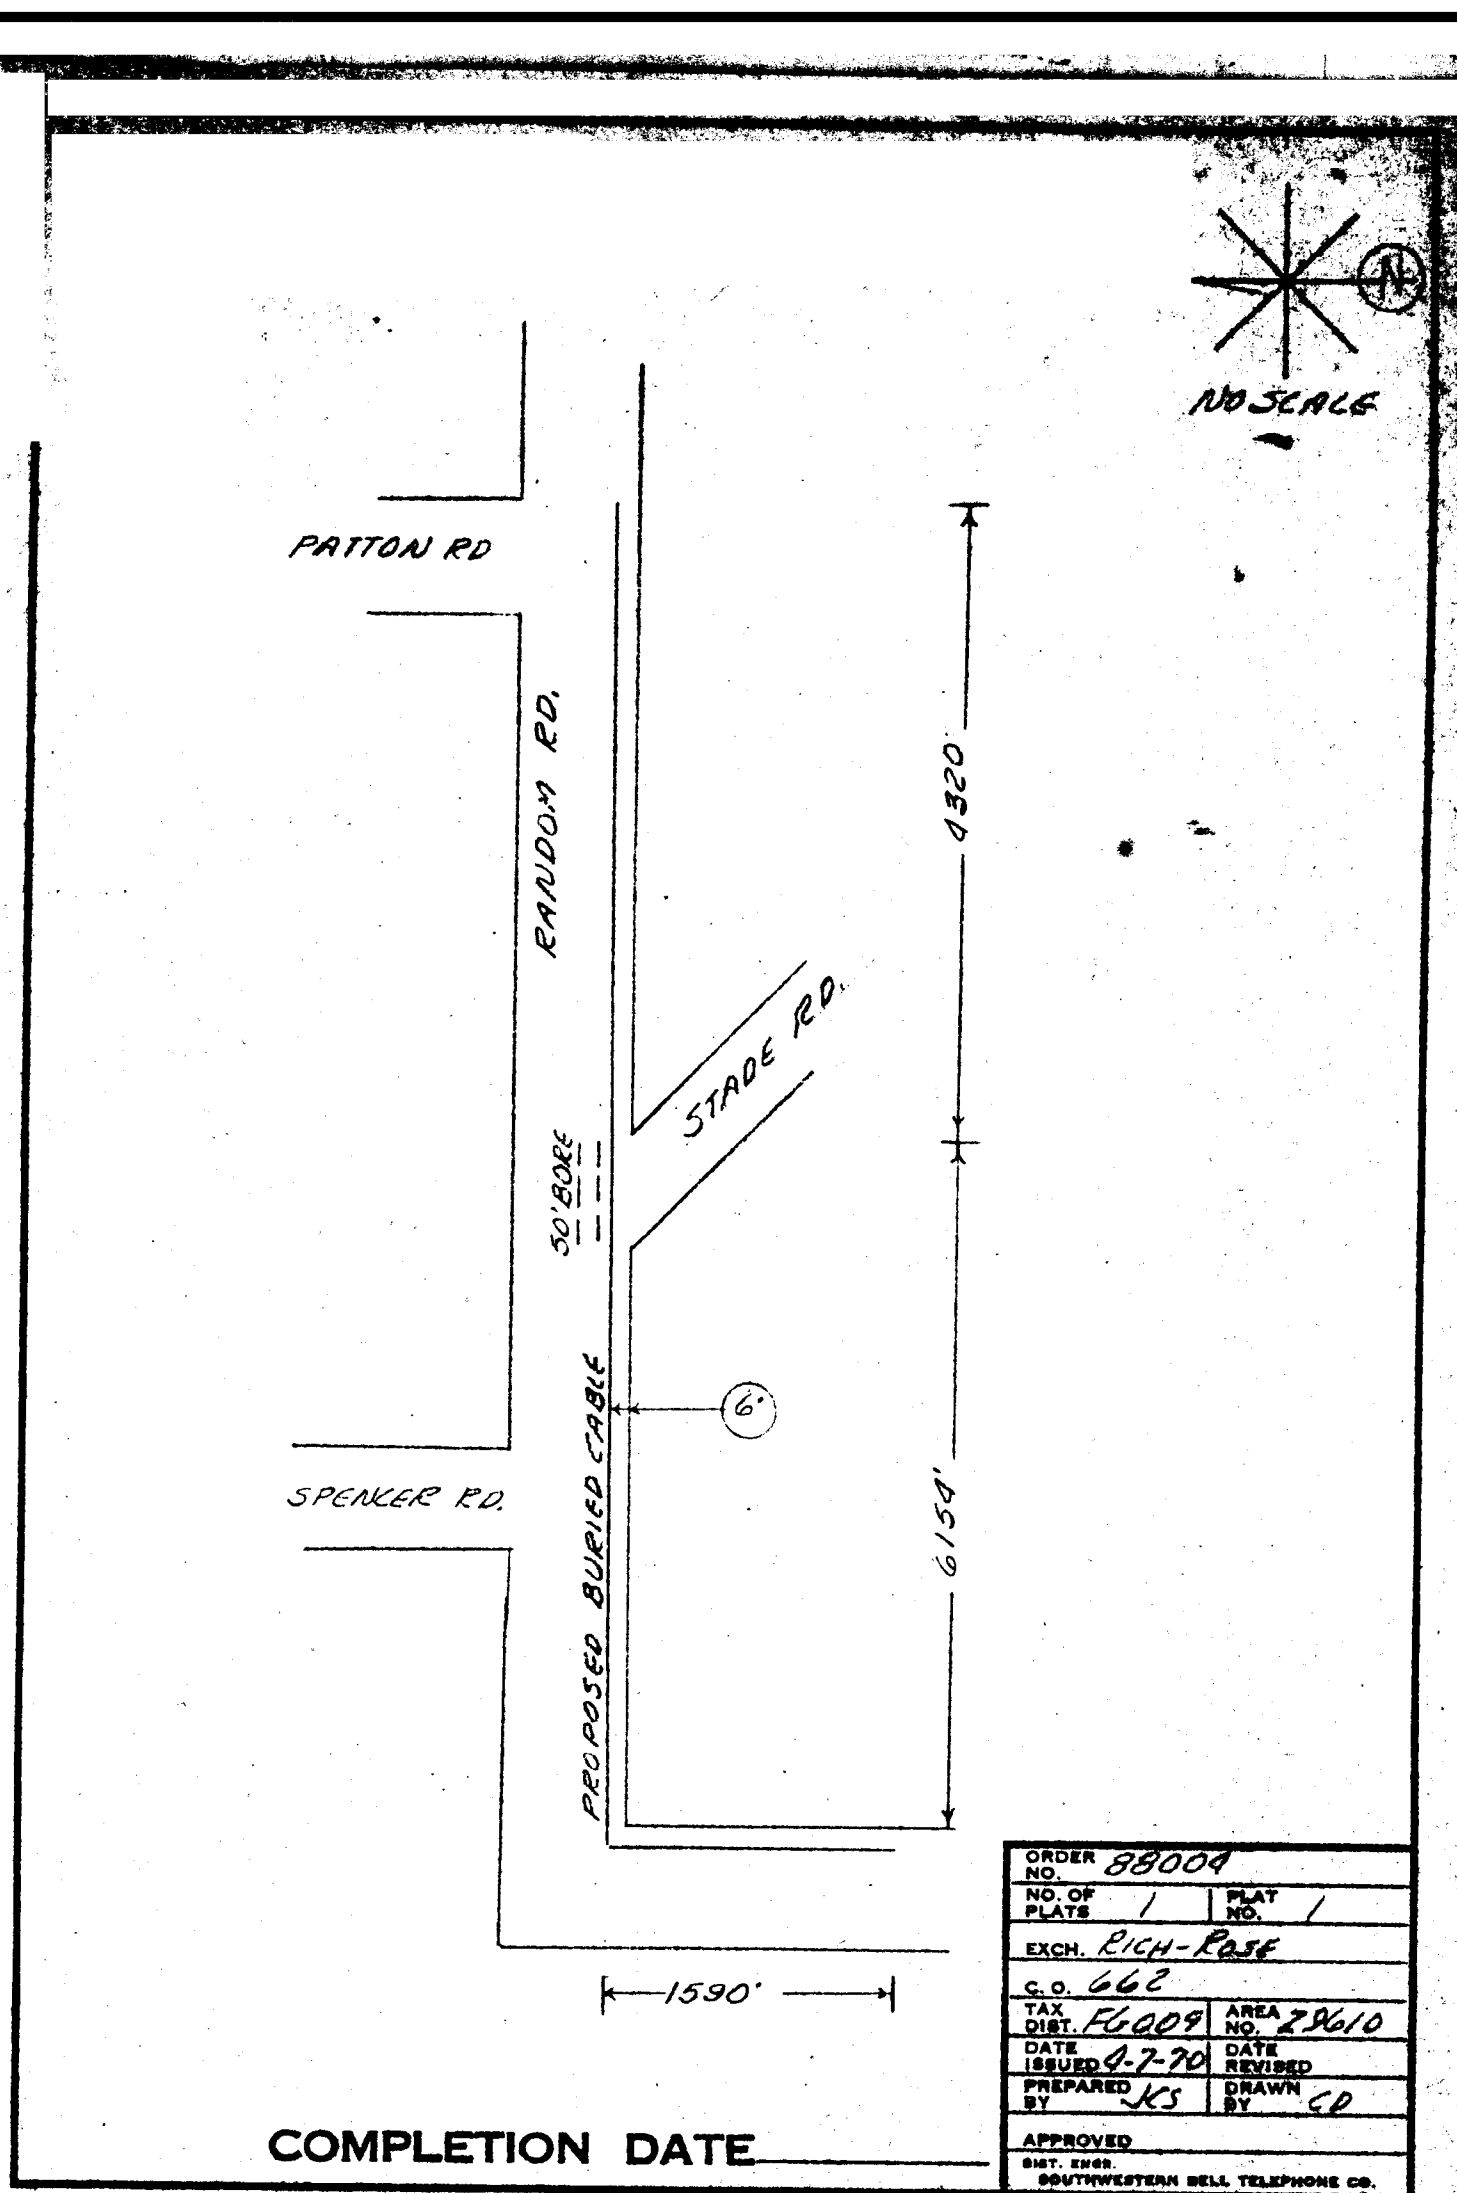 N
NO SCALE
PATTON RD
RANDOM RD.
4320'
STADE RD.
50' BORE
6'
PROPOSED BURIED CABLE
SPENCER RD.
6154'
1590'
ORDER NO. 88004
NO. OF PLATS 1 PLAT NO. 1
EXCH. RICH-ROSE
C.O. 662
TAX DIST. FG009 AREA NO. Z9610
DATE ISSUED 4-7-70 DATE REVISED
PREPARED BY JCS DRAWN BY CD
APPROVED
DIST. ENGR.
SOUTHWESTERN BELL TELEPHONE CO.
COMPLETION DATE